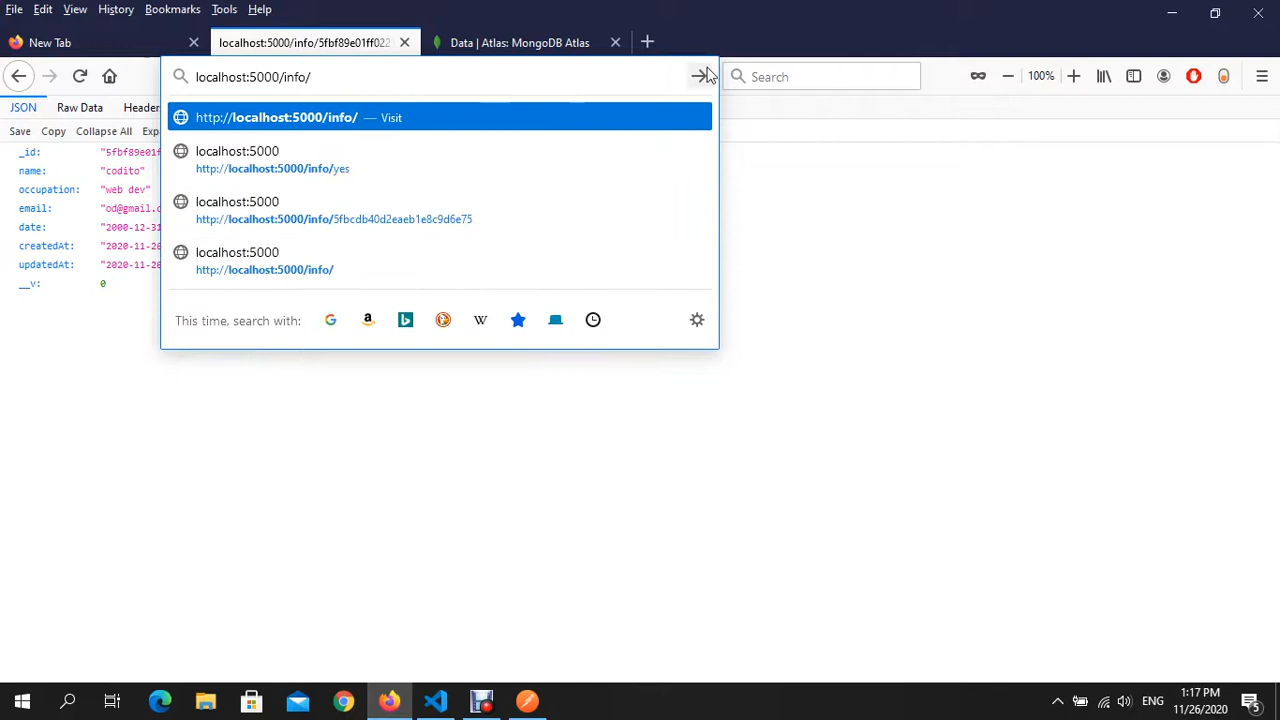 File Edit View History Bookmarks Tools Help
New Tab
localhost:5000/info/5fbf89e01ff022
Data | Atlas: MongoDB Atlas
localhost:5000/info/
Search
100%
JSON Raw Data Header
Save Copy Collapse All Exp
http://localhost:5000/info/ — Visit
localhost:5000
http://localhost:5000/info/yes
localhost:5000
http://localhost:5000/info/5fbcdb40d2eaeb1e8c9d6e75
localhost:5000
http://localhost:5000/info/
This time, search with:
_id: "5fbf89e01f
name: "codito"
occupation: "web dev"
email: "od@gmail.c
date: "2000-12-31
createdAt: "2020-11-26
updatedAt: "2020-11-26
__v: 0
ENG
1:17 PM
11/26/2020
5